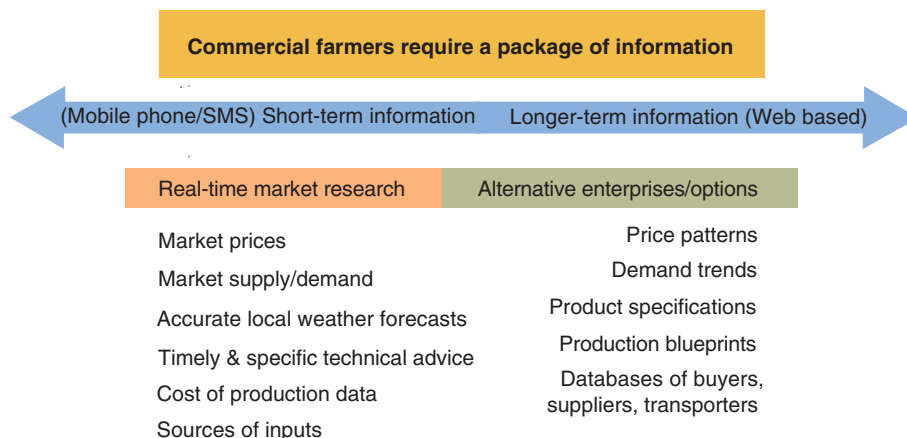 Commercial farmers require a package of information
(Mobile phone/SMS) Short-term information
Longer-term information (Web based)
Real-time market research
Alternative enterprises/options
Market prices
Market supply/demand
Accurate local weather forecasts
Timely & specific technical advice
Cost of production data
Sources of inputs
Price patterns
Demand trends
Product specifications
Production blueprints
Databases of buyers,
suppliers, transporters